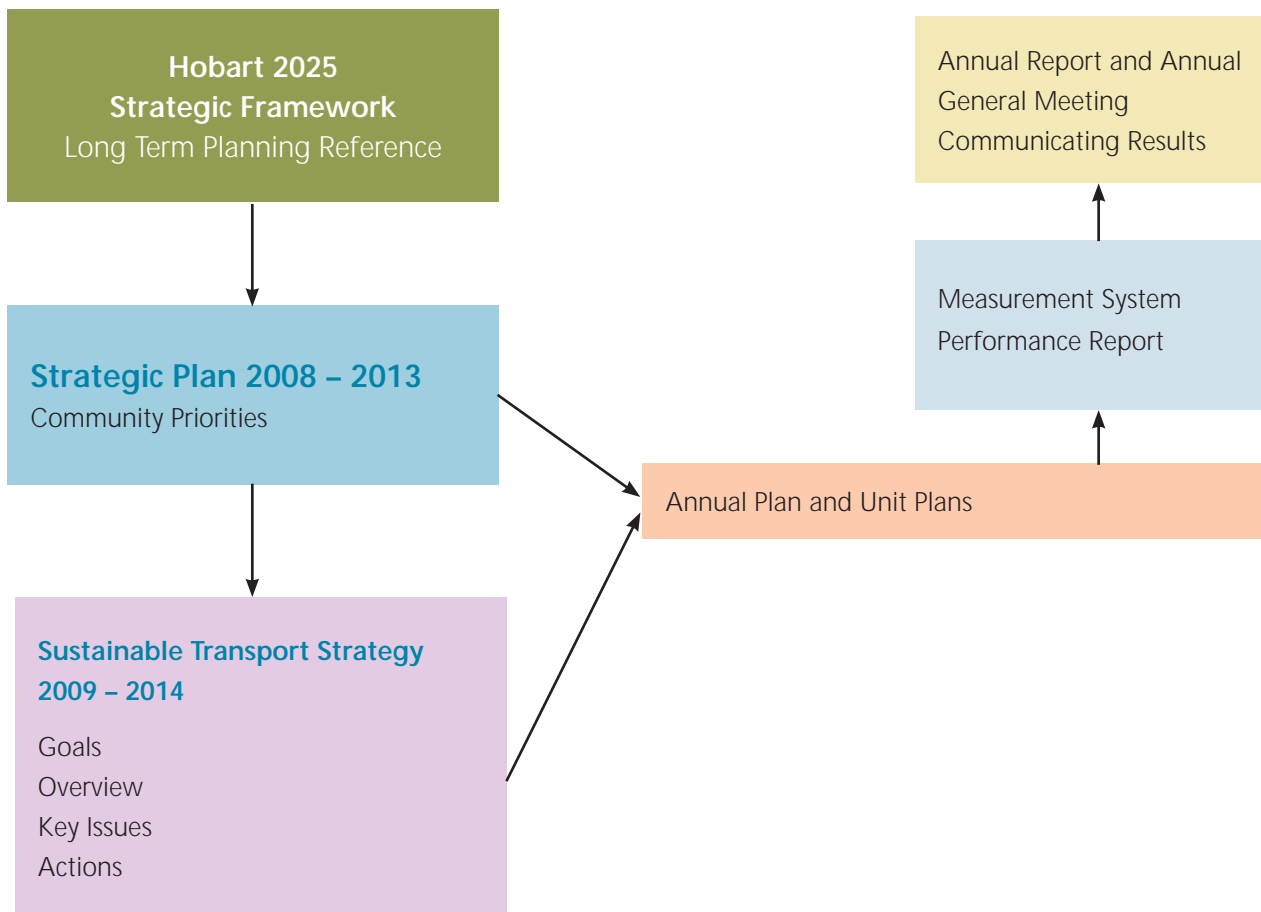 Hobart 2025
Strategic Framework
Long Term Planning Reference
Strategic Plan 2008 – 2013
Community Priorities
Sustainable Transport Strategy
2009 – 2014
Goals
Overview
Key Issues
Actions
Annual Plan and Unit Plans
Measurement System
Performance Report
Annual Report and Annual
General Meeting
Communicating Results